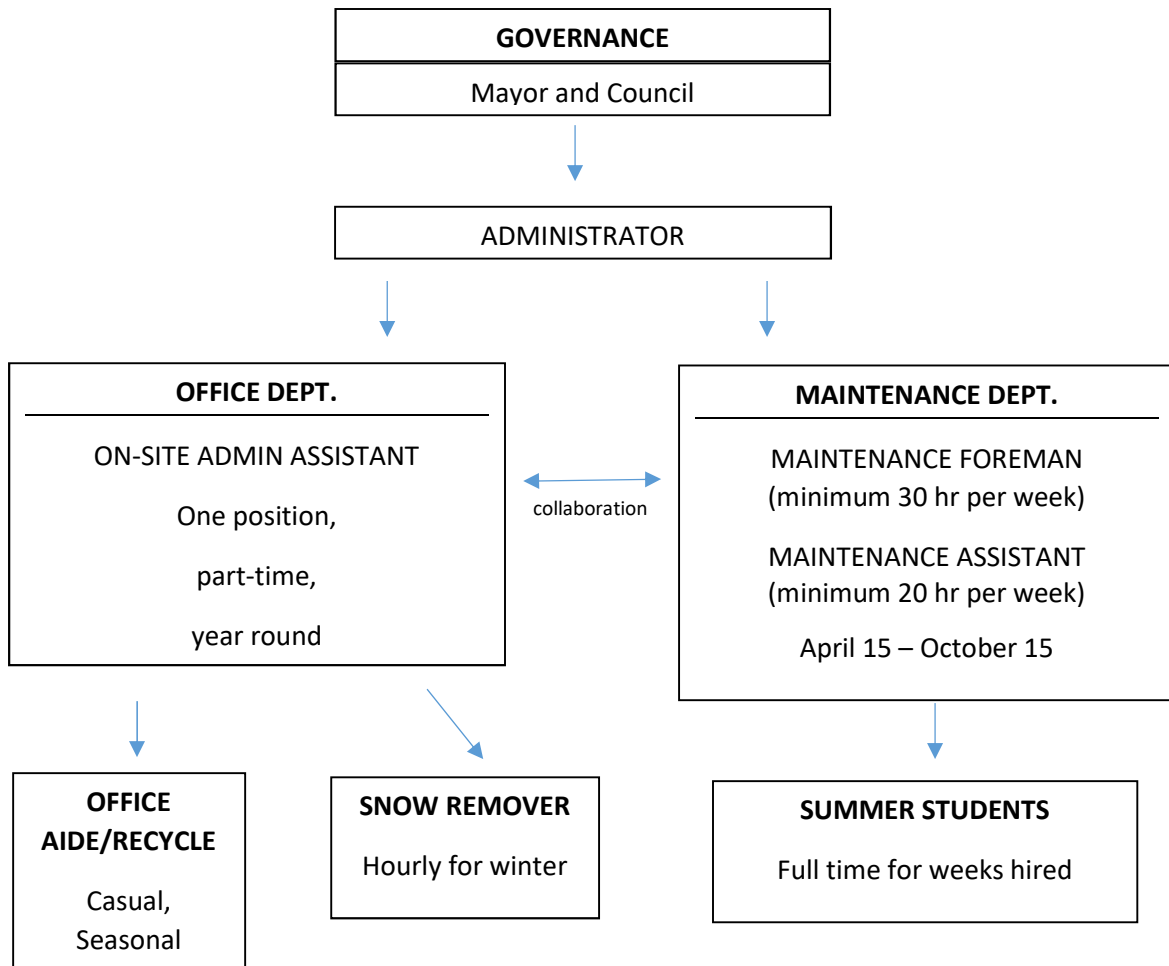 GOVERNANCE
Mayor and Council
ADMINISTRATOR
OFFICE DEPT.
ON-SITE ADMIN ASSISTANT
One position,
part-time,
year round
collaboration
MAINTENANCE DEPT.
MAINTENANCE FOREMAN
(minimum 30 hr per week)
MAINTENANCE ASSISTANT
(minimum 20 hr per week)
April 15 – October 15
OFFICE
AIDE/RECYCLE
Casual,
Seasonal
SNOW REMOVER
Hourly for winter
SUMMER STUDENTS
Full time for weeks hired